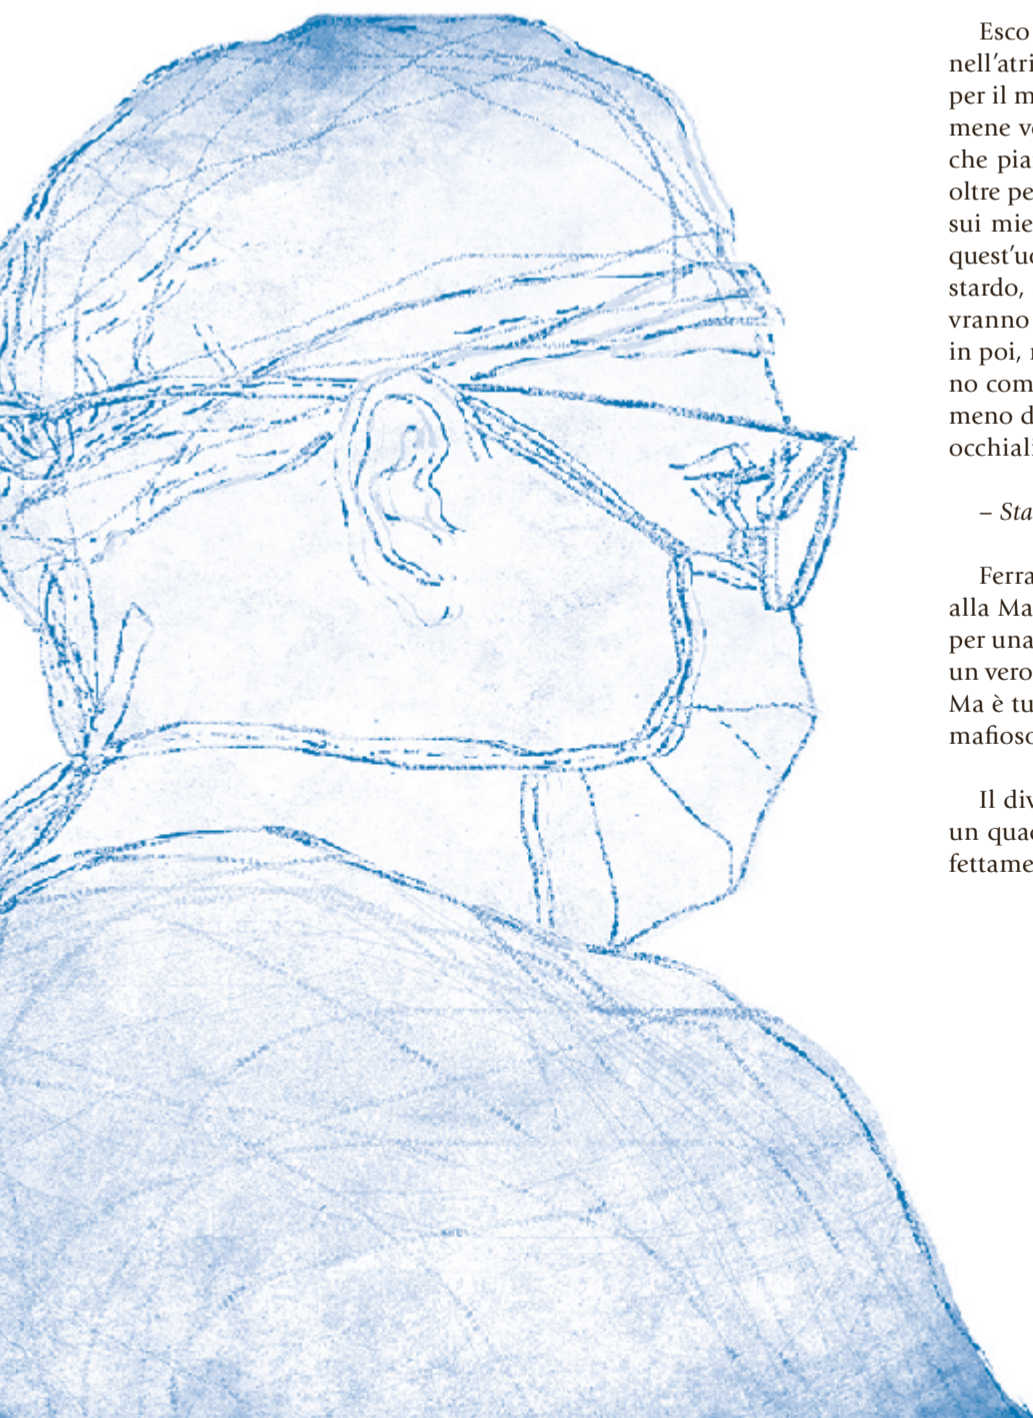 Esco
nell’atri
per il m
mene ve
che pia
oltre pe
sui mie
quest’uo
stardo,
vranno
in poi,
no com
meno d
occhiali
– Sta
Ferra
alla Ma
per una
un vero
Ma è tu
mafioso
Il div
un quad
fettame